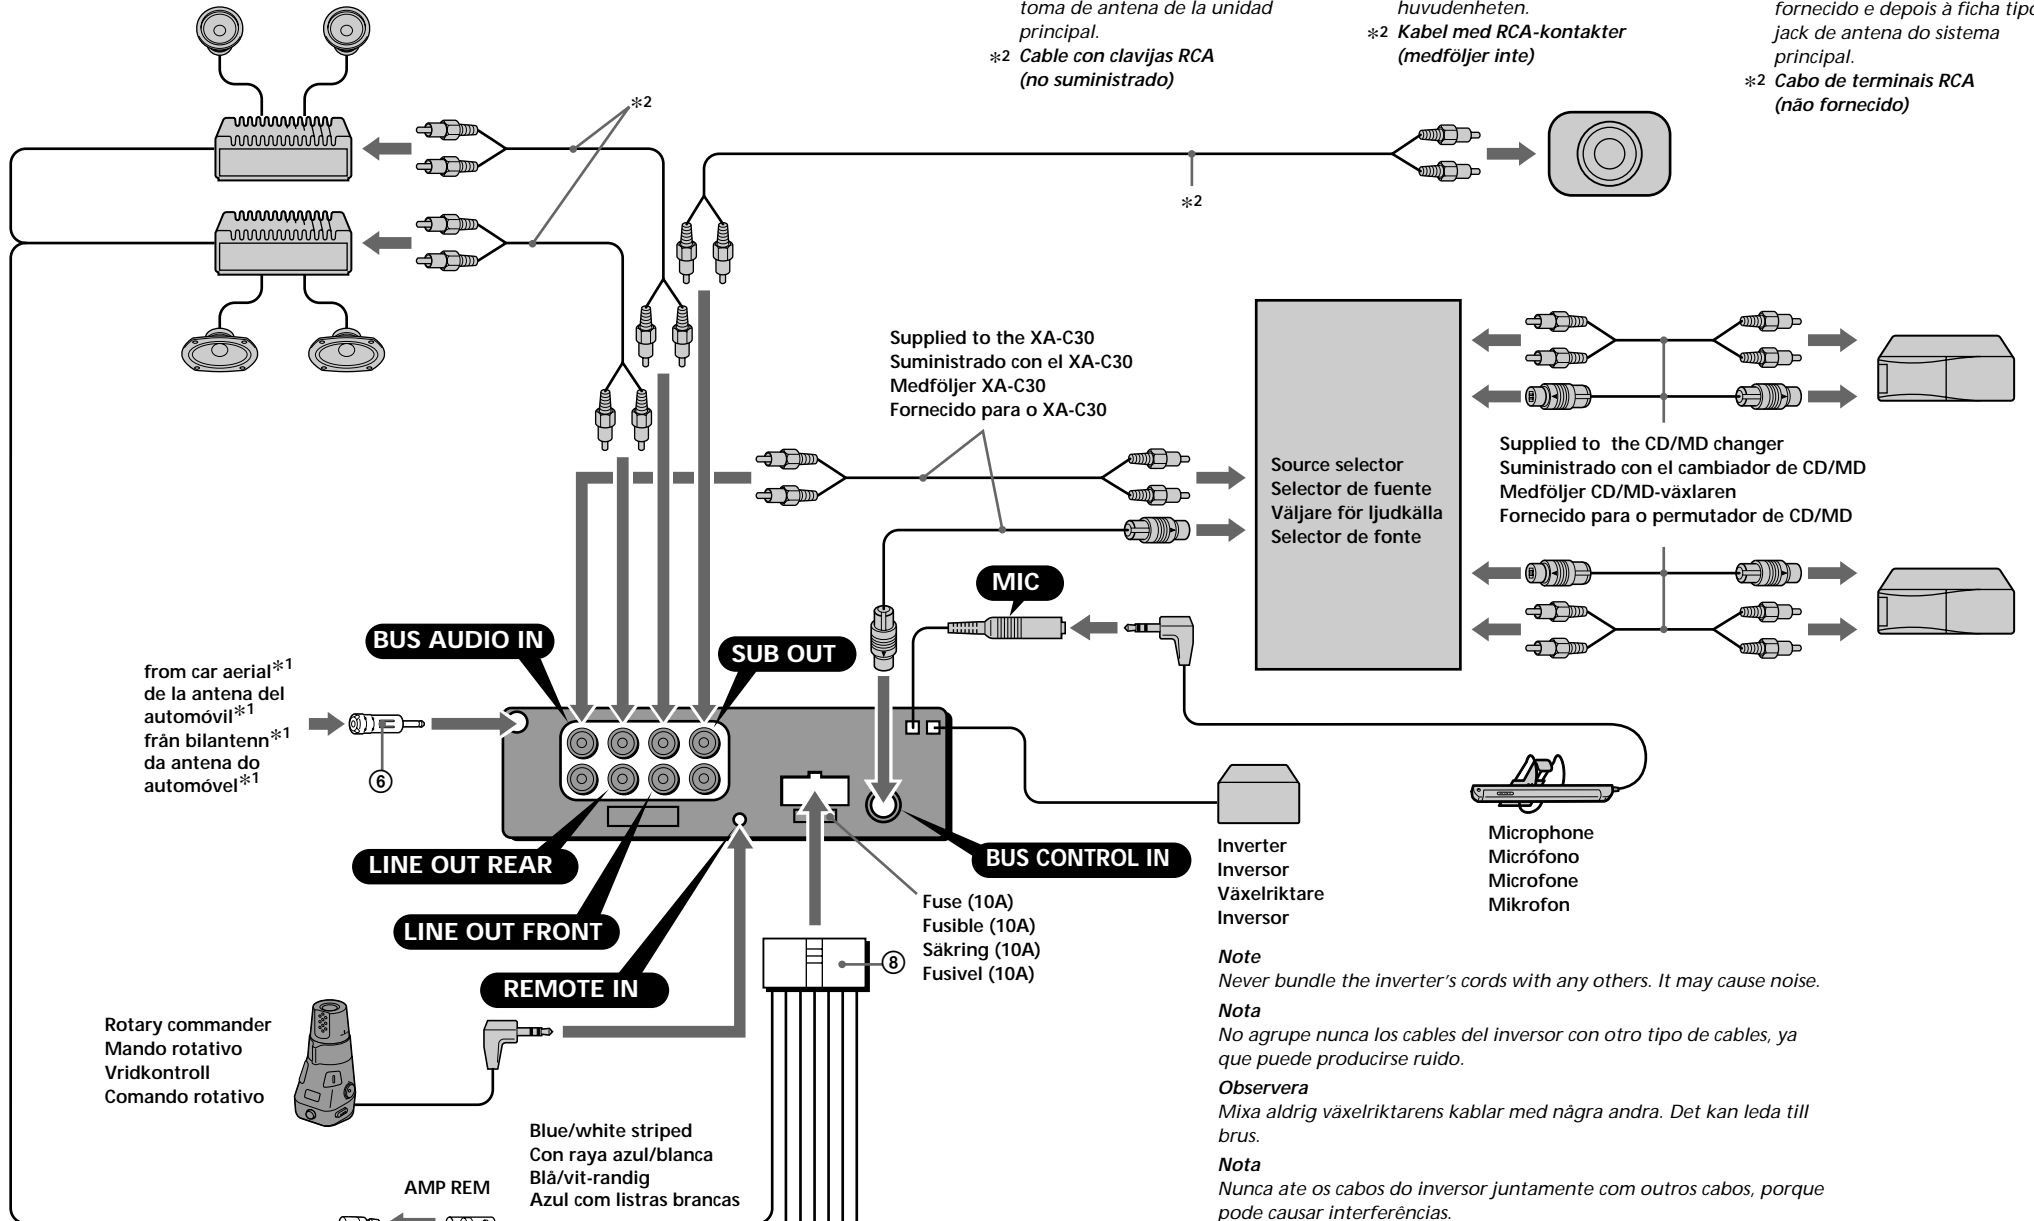 toma de antena de la unidad
principal.
*2 Cable con clavijas RCA
(no suministrado)
huvudenheten.
*2 Kabel med RCA-kontakter
(medföljer inte)
fornecido e depois à ficha tipo
jack de antena do sistema
principal.
*2 Cabo de terminais RCA
(não fornecido)
*2
*2
Supplied to the XA-C30
Suministrado con el XA-C30
Medföljer XA-C30
Fornecido para o XA-C30
Source selector
Selector de fuente
Väljare för ljudkälla
Selector de fonte
Supplied to the CD/MD changer
Suministrado con el cambiador de CD/MD
Medföljer CD/MD-växlaren
Fornecido para o permutador de CD/MD
MIC
BUS AUDIO IN
SUB OUT
from car aerial*1
de la antena del
automóvil*1
från bilantenn*1
da antena do
automóvel*1
⑥
LINE OUT REAR
LINE OUT FRONT
REMOTE IN
BUS CONTROL IN
Fuse (10A)
Fusible (10A)
Säkring (10A)
Fusivel (10A)
⑧
Inverter
Inversor
Växelriktare
Inversor
Microphone
Micrófono
Microfone
Mikrofon
Rotary commander
Mando rotativo
Vridkontroll
Comando rotativo
Blue/white striped
Con raya azul/blanca
Blå/vit-randig
Azul com listras brancas
AMP REM
Note
Never bundle the inverter’s cords with any others. It may cause noise.
Nota
No agrupe nunca los cables del inversor con otro tipo de cables, ya
que puede producirse ruido.
Observera
Mixa aldrig växelriktarens kablar med några andra. Det kan leda till
brus.
Nota
Nunca ate os cabos do inversor juntamente com outros cabos, porque
pode causar interferências.